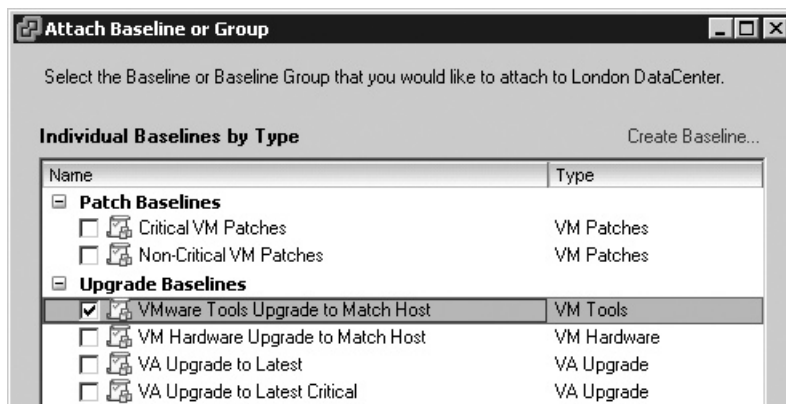 Attach Baseline or Group
Select the Baseline or Baseline Group that you would like to attach to London DataCenter.
Individual Baselines by Type Create Baseline...
Name Type
Patch Baselines
Critical VM Patches VM Patches
Non-Critical VM Patches VM Patches
Upgrade Baselines
VMware Tools Upgrade to Match Host VM Tools
VM Hardware Upgrade to Match Host VM Hardware
VA Upgrade to Latest VA Upgrade
VA Upgrade to Latest Critical VA Upgrade